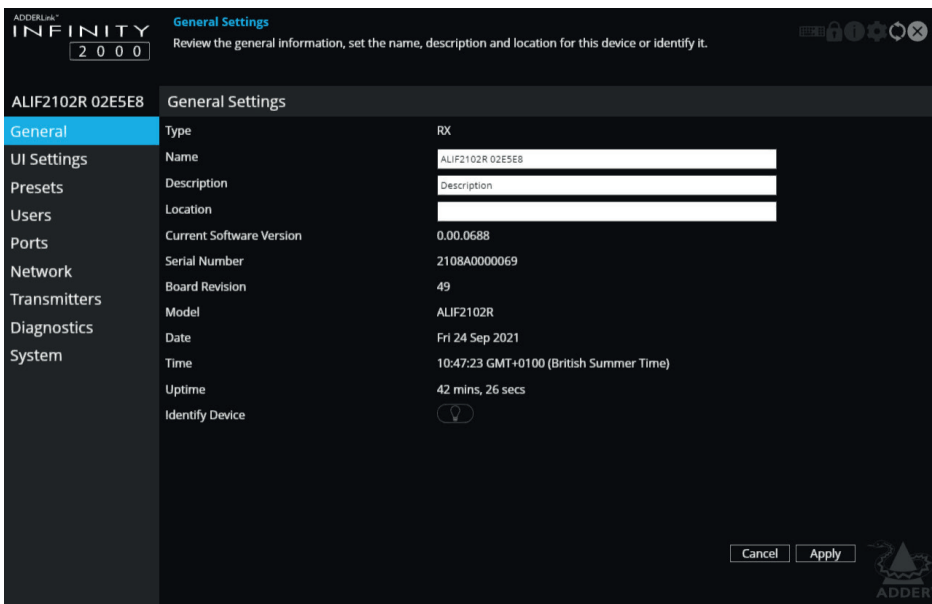 ADDERLink™
INFINITY
2000
General Settings
Review the general information, set the name, description and location for this device or identify it.
ALIF2102R 02E5E8
General Settings
General
UI Settings
Presets
Users
Ports
Network
Transmitters
Diagnostics
System
Type RX
Name ALIF2102R 02E5E8
Description Description
Location
Current Software Version 0.00.0688
Serial Number 2108A0000069
Board Revision 49
Model ALIF2102R
Date Fri 24 Sep 2021
Time 10:47:23 GMT+0100 (British Summer Time)
Uptime 42 mins, 26 secs
Identify Device
Cancel Apply
ADDER